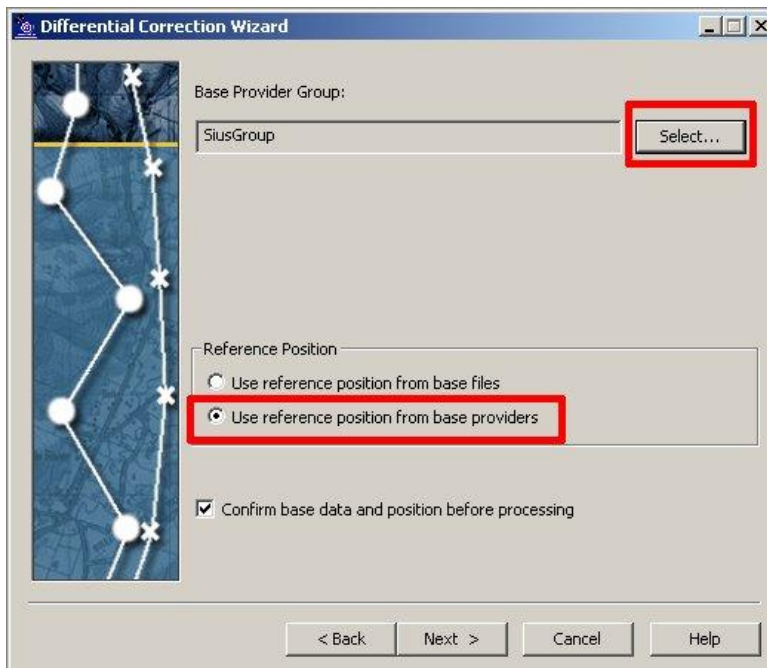 Differential Correction Wizard
Base Provider Group:
SiusGroup
Select...
Reference Position
Use reference position from base files
Use reference position from base providers
Confirm base data and position before processing
< Back
Next >
Cancel
Help